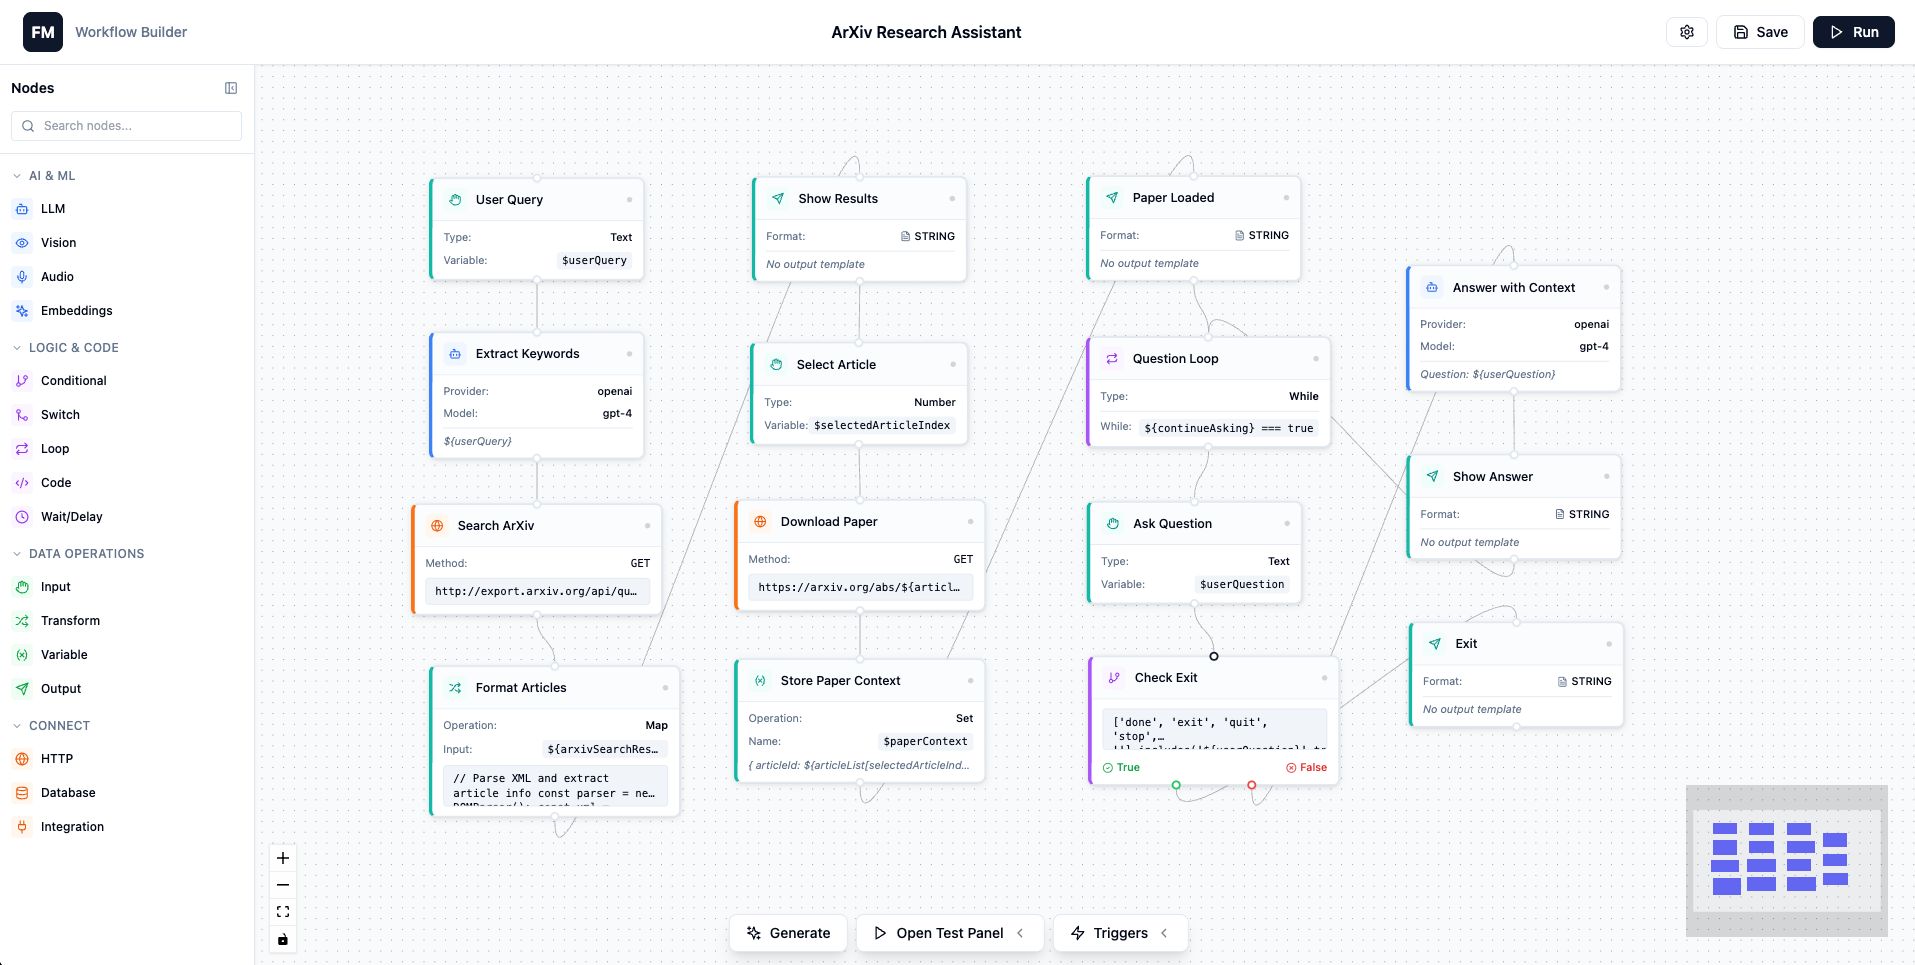 FM
Workflow Builder
ArXiv Research Assistant
Save
Run
Nodes
Search nodes...
AI & ML
LLM
Vision
Audio
Embeddings
LOGIC & CODE
Conditional
Switch
Loop
Code
Wait/Delay
DATA OPERATIONS
Input
Transform
Variable
Output
CONNECT
HTTP
Database
Integration
User Query
Type: Text
Variable: $userQuery
Extract Keywords
Provider: openai
Model: gpt-4
${userQuery}
Search ArXiv
Method: GET
http://export.arxiv.org/api/qu…
Format Articles
Operation: Map
Input: ${arxivSearchRes…
// Parse XML and extract
article info const parser = ne…
Show Results
Format: STRING
No output template
Select Article
Type: Number
Variable: $selectedArticleIndex
Download Paper
Method: GET
https://arxiv.org/abs/${articl…
Store Paper Context
Operation: Set
Name: $paperContext
{ articleId: ${articleList[selectedArticleInd…
Paper Loaded
Format: STRING
No output template
Question Loop
Type: While
While: ${continueAsking} === true
Ask Question
Type: Text
Variable: $userQuestion
Check Exit
['done', 'exit', 'quit',
'stop',…
True
False
Answer with Context
Provider: openai
Model: gpt-4
Question: ${userQuestion}
Show Answer
Format: STRING
No output template
Exit
Format: STRING
No output template
Generate
Open Test Panel
Triggers